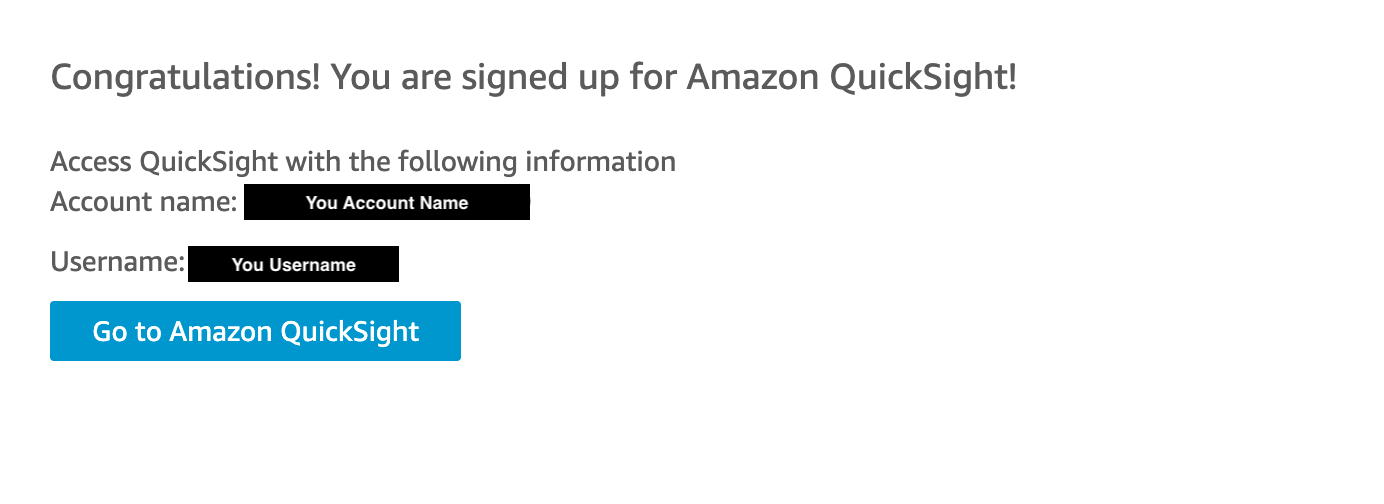 Congratulations! You are signed up for Amazon QuickSight!
Access QuickSight with the following information
Account name: You Account Name
Username: You Username
Go to Amazon QuickSight